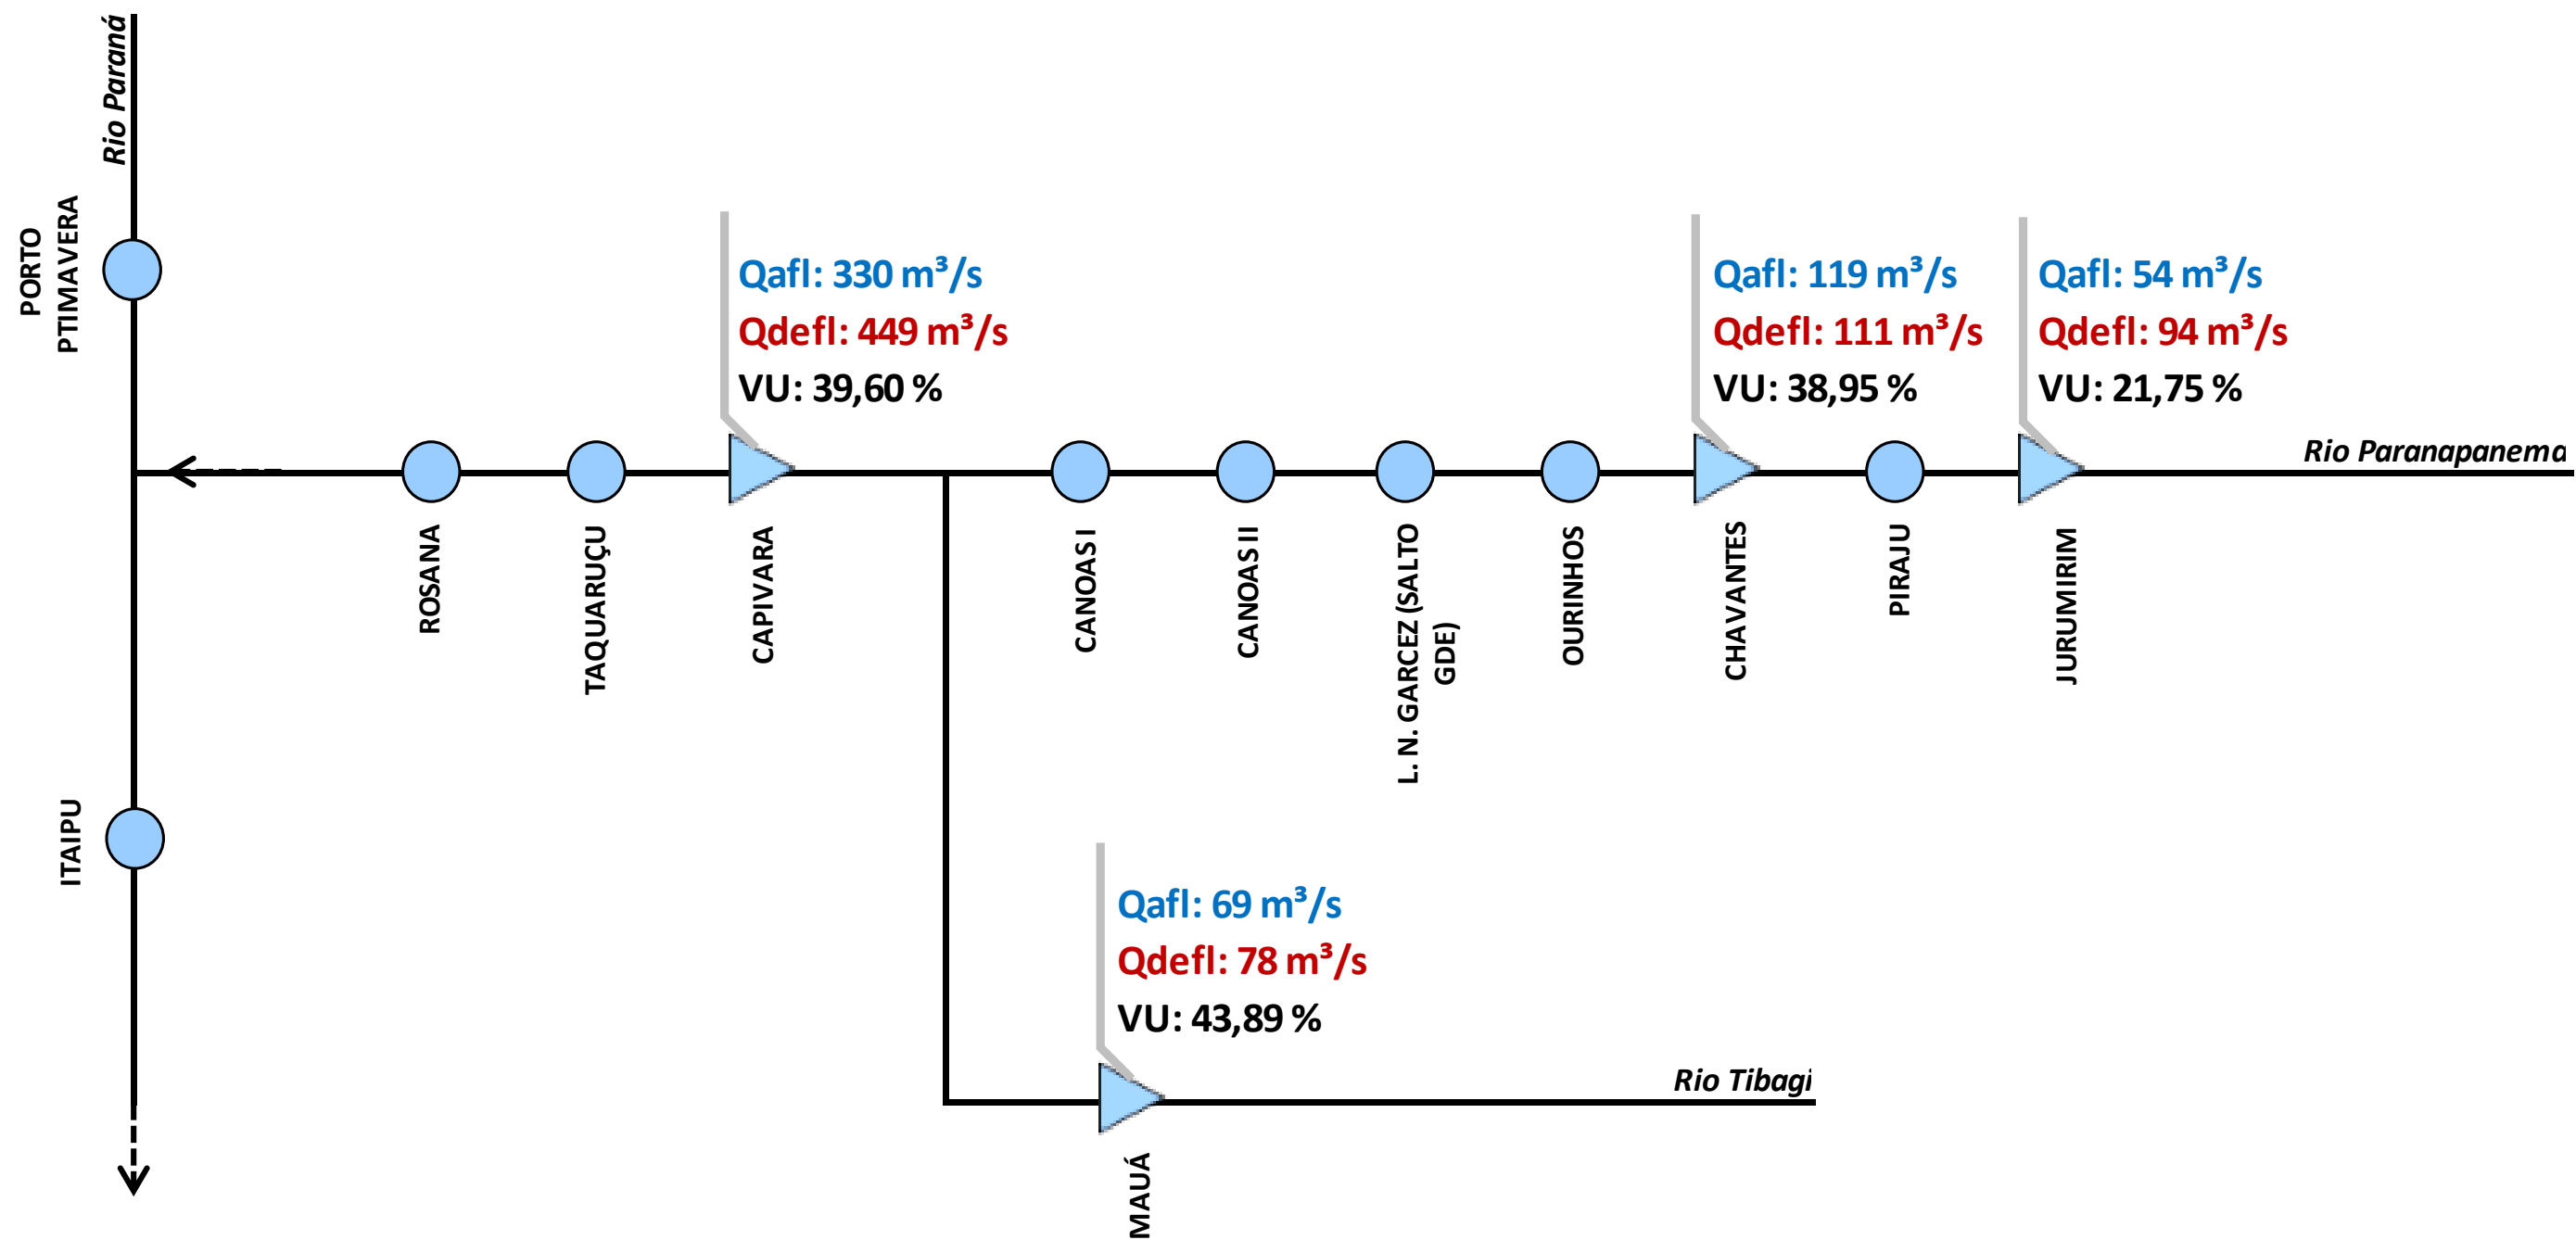 Rio Paraná
PORTO
PTIMAVERA
Qafl: 330 m³/s
Qdefl: 449 m³/s
VU: 39,60 %
Qafl: 119 m³/s
Qdefl: 111 m³/s
VU: 38,95 %
Qafl: 54 m³/s
Qdefl: 94 m³/s
VU: 21,75 %
Rio Paranapanema
ROSANA
TAQUARUÇU
CAPIVARA
CANOAS I
CANOAS II
L. N. GARCEZ (SALTO
GDE)
OURINHOS
CHAVANTES
PIRAJU
JURUMIRIM
ITAIPU
Qafl: 69 m³/s
Qdefl: 78 m³/s
VU: 43,89 %
Rio Tibagi
MAUÁ